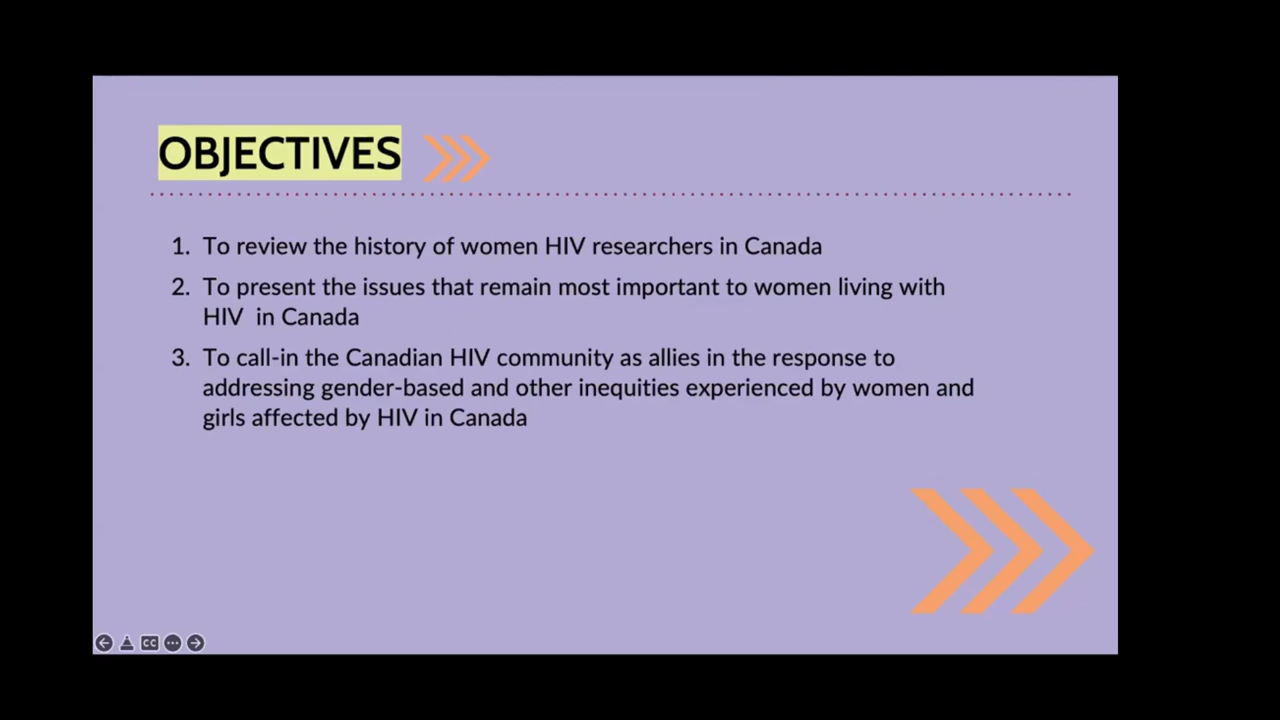 OBJECTIVES
1. To review the history of women HIV researchers in Canada
2. To present the issues that remain most important to women living with
HIV  in Canada
3. To call-in the Canadian HIV community as allies in the response to
addressing gender-based and other inequities experienced by women and
girls affected by HIV in Canada
CC